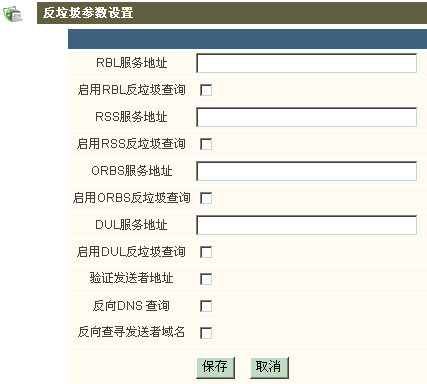 反垃圾参数设置
RBL服务地址
启用RBL反垃圾查询
RSS服务地址
启用RSS反垃圾查询
ORBS服务地址
启用ORBS反垃圾查询
DUL服务地址
启用DUL反垃圾查询
验证发送者地址
反向DNS 查询
反向查寻发送者域名
保存 取消